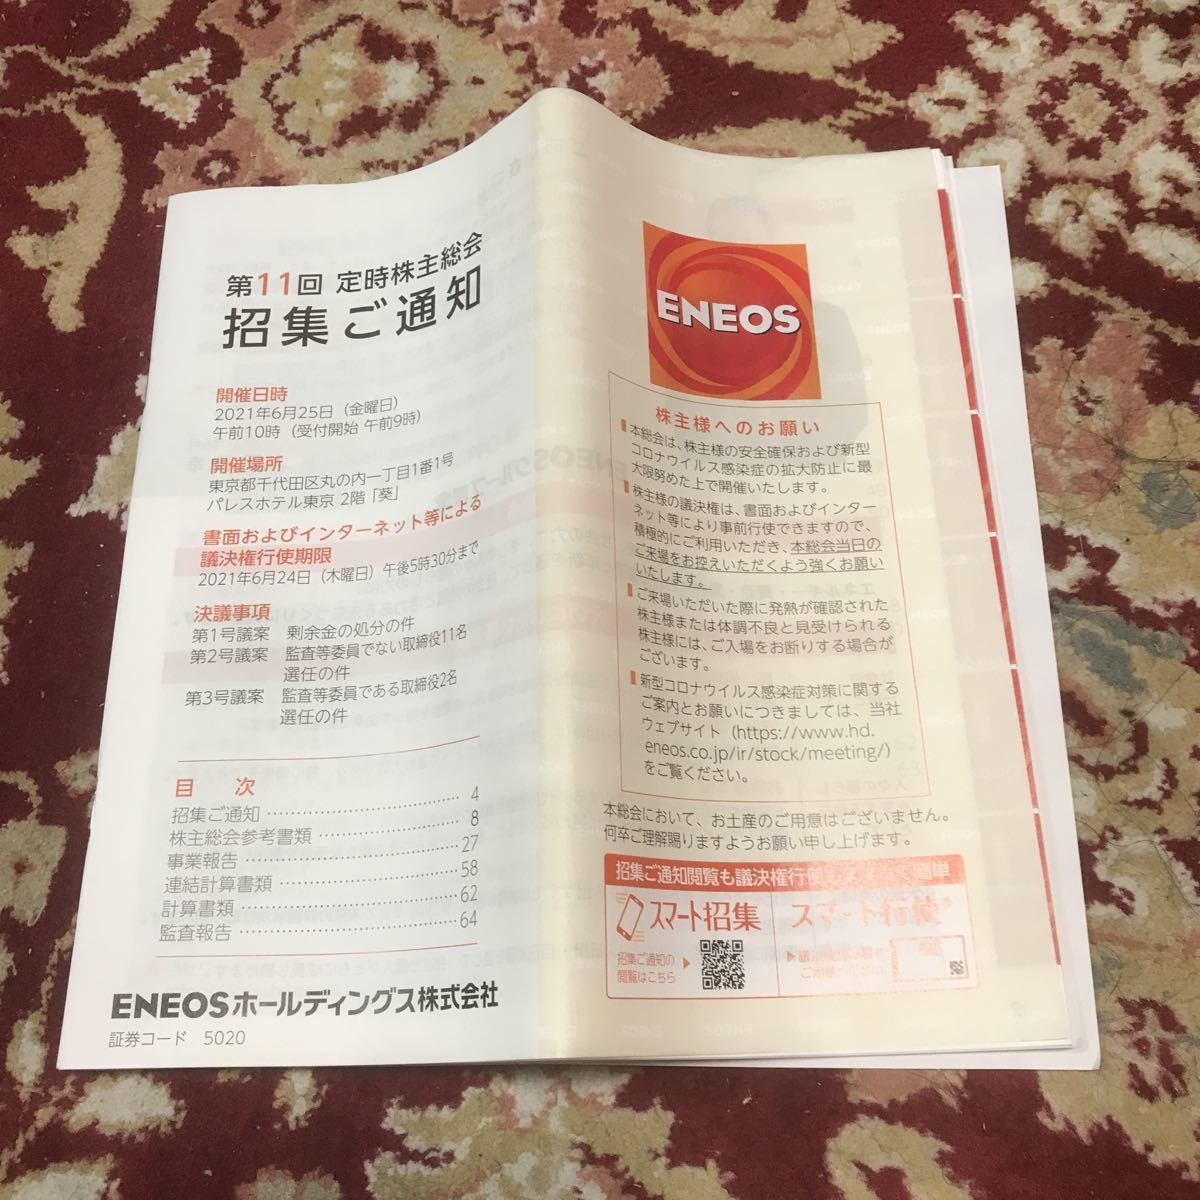 第11回 定時株主総会
招集ご通知
開催日時
2021年6月25日（金曜日）
午前10時（受付開始 午前9時）
開催場所
東京都千代田区丸の内一丁目1番1号
パレスホテル東京 2階「葵」
書面およびインターネット等による
議決権行使期限
2021年6月24日（木曜日）午後5時30分まで
決議事項
第1号議案 剰余金の処分の件
第2号議案 監査等委員でない取締役11名
選任の件
第3号議案 監査等委員である取締役2名
選任の件
目 次
招集ご通知 4
株主総会参考書類 8
事業報告 27
連結計算書類 58
計算書類 62
監査報告 64
ENEOSホールディングス株式会社
証券コード 5020
ENEOS
株主様へのお願い
本総会は、株主様の安全確保および新型
コロナウイルス感染症の拡大防止に最
大限努めた上で開催いたします。
株主様の議決権は、書面およびインター
ネット等により事前行使できますので、
積極的にご利用いただき、本総会当日の
ご来場をお控えいただくよう強くお願い
いたします。
ご来場いただいた際に発熱が確認された
株主様または体調不良と見受けられる
株主様には、ご入場をお断りする場合が
ございます。
新型コロナウイルス感染症対策に関する
ご案内とお願いにつきましては、当社
ウェブサイト（https://www.hd.
eneos.co.jp/ir/stock/meeting/）
をご覧ください。
本総会において、お土産のご用意はございません。
何卒ご理解賜りますようお願い申し上げます。
招集ご通知閲覧も議決権行使もスマホで簡単
スマート招集
招集ご通知の
閲覧はこちら
スマート行使®
ご用意ください